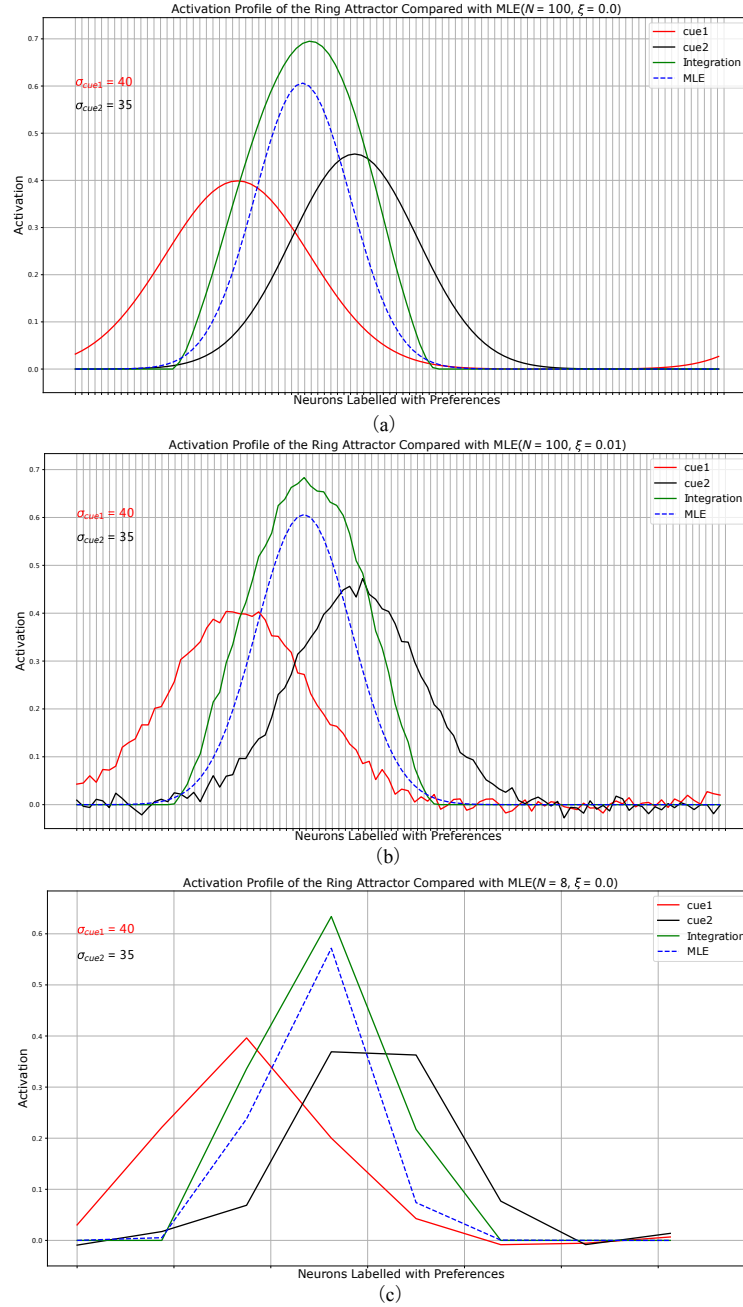 Activation Profile of the Ring Attractor Compared with MLE(N = 100, ξ = 0.0)
cue1
cue2
Integration
MLE
σcue1 = 40
σcue2 = 35
0.7
0.6
0.5
0.4
0.3
0.2
0.1
0.0
Activation
Neurons Labelled with Preferences
(a)
Activation Profile of the Ring Attractor Compared with MLE(N = 100, ξ = 0.01)
cue1
cue2
Integration
MLE
σcue1 = 40
σcue2 = 35
0.7
0.6
0.5
0.4
0.3
0.2
0.1
0.0
Activation
Neurons Labelled with Preferences
(b)
Activation Profile of the Ring Attractor Compared with MLE(N = 8, ξ = 0.0)
cue1
cue2
Integration
MLE
σcue1 = 40
σcue2 = 35
0.6
0.5
0.4
0.3
0.2
0.1
0.0
Activation
Neurons Labelled with Preferences
(c)